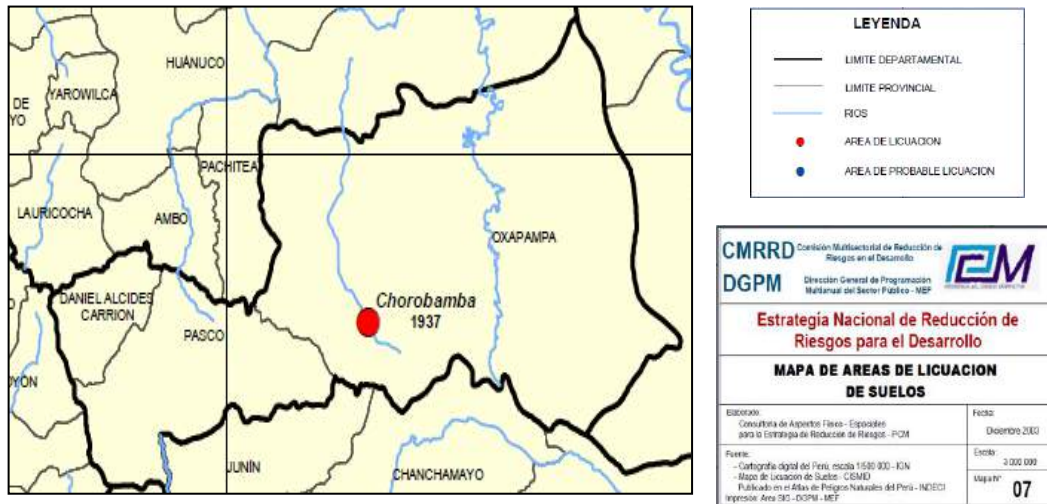 HUÁNUCO
YAROWILCA
DE
YO
PACHITEA
LAURICOCHA
AMBO
OXAPAMPA
DANIEL ALCIDES
CARRION
Chorobamba
1937
PASCO
OYÓN
JUNÍN
CHANCHAMAYO
LEYENDA
LIMITE DEPARTAMENTAL
LIMITE PROVINCIAL
RIOS
AREA DE LICUACION
AREA DE PROBABLE LICUACION
CMRRD
Comisión Multisectorial de Reducción de
Riesgos en el Desarrollo
DGPM
Dirección General de Programación
Multianual del Sector Público - MEF
PCM
Estrategia Nacional de Reducción de
Riesgos para el Desarrollo
MAPA DE AREAS DE LICUACION
DE SUELOS
Elaborado:
Consultoria de Aspectos Físico - Espaciales
para la Estrategia de Reducción de Riesgos - PCM
Fecha:
Diciembre 2003
Fuente:
- Cartografía digital del Perú, escala 1:500 000 - IGN
- Mapa de Licuación de Suelos - CISMID
Publicado en el Atlas de Peligros Naturales del Perú - INDECI
Impresión: Area SIG - DGPM - MEF
Escala:
3 000 000
Mapa N°
07